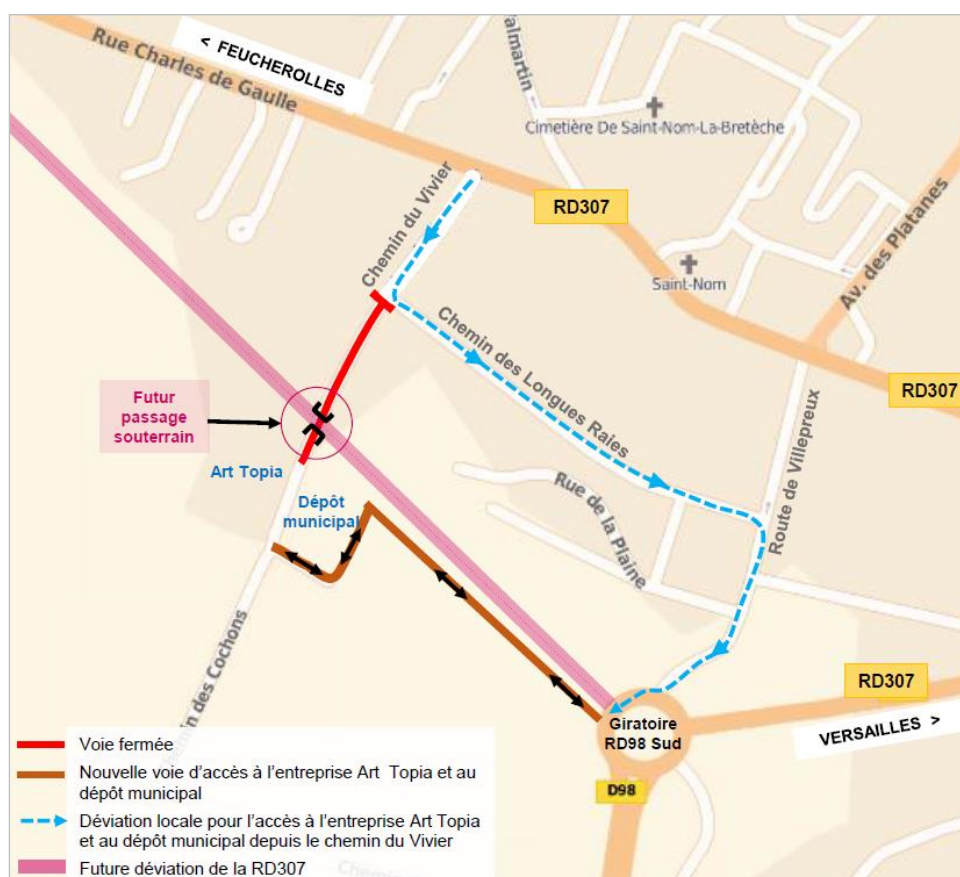 Rue Charles de Gaulle
< FEUCHEROLLES
almartin
Cimetière De Saint-Nom-La-Bretèche
RD307
Chemin du Vivier
Saint-Nom
Av. des Platanes
Chemin des Longues Raies
RD307
Futur
passage
souterrain
Route de Villepreux
Art Topia
Dépôt
municipal
Rue de la Plaine
Chemin des Cochons
RD307
Giratoire
RD98 Sud
VERSAILLES >
D98
Voie fermée
Nouvelle voie d'accès à l'entreprise Art Topia et au
dépôt municipal
Déviation locale pour l'accès à l'entreprise Art Topia
et au dépôt municipal depuis le chemin du Vivier
Future déviation de la RD307